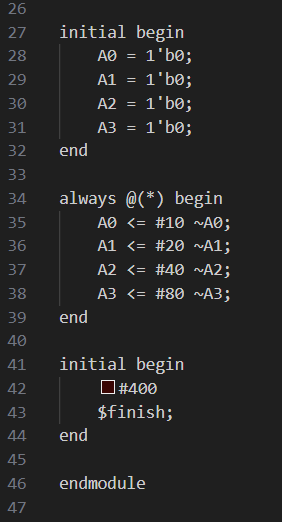 26
27 initial begin
28 A0 = 1'b0;
29 A1 = 1'b0;
30 A2 = 1'b0;
31 A3 = 1'b0;
32 end
33
34 always @(*) begin
35 A0 <= #10 ~A0;
36 A1 <= #20 ~A1;
37 A2 <= #40 ~A2;
38 A3 <= #80 ~A3;
39 end
40
41 initial begin
42 #400
43 $finish;
44 end
45
46 endmodule
47